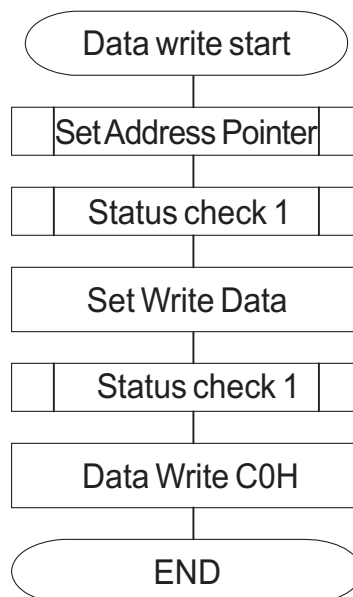 Data write start
Set Address Pointer
Status check 1
Set Write Data
Status check 1
Data Write C0H
END